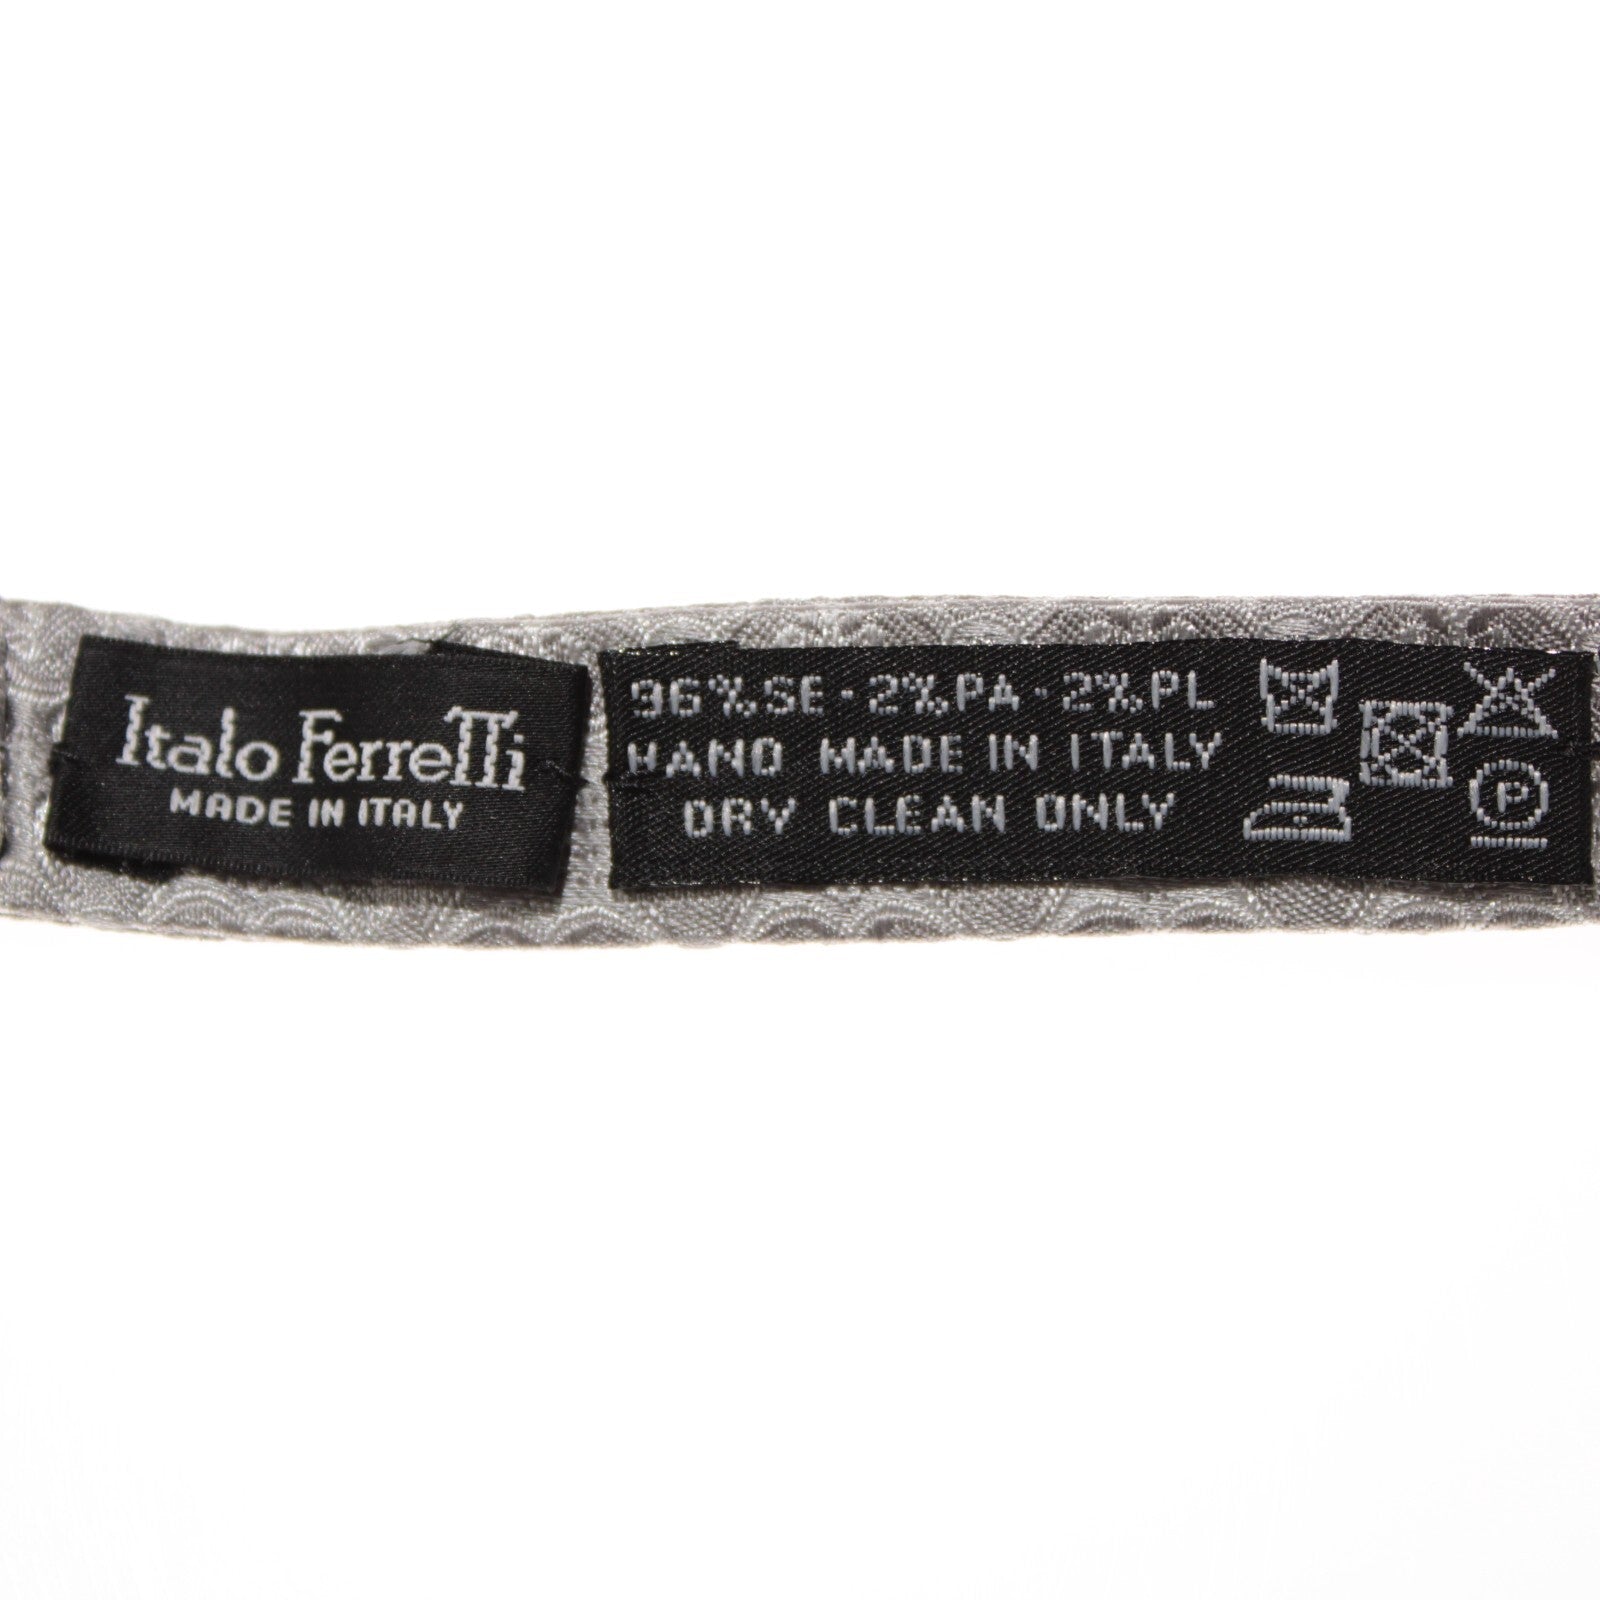 Italo Ferretti
MADE IN ITALY
96%SE·2%PA·2%PL
HAND MADE IN ITALY
DRY CLEAN ONLY
P